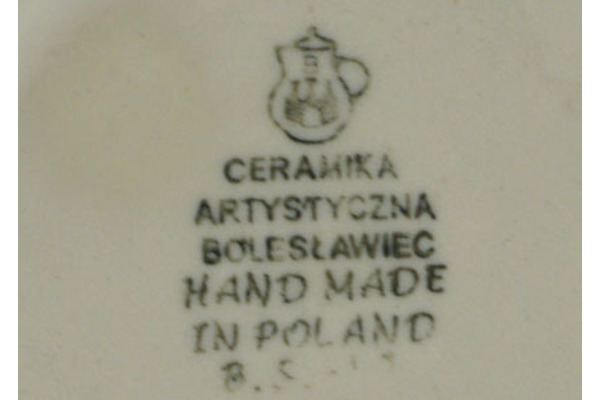 CERAMIKA
ARTYSTYCZNA
BOLESŁAWIEC
HAND MADE
IN POLAND